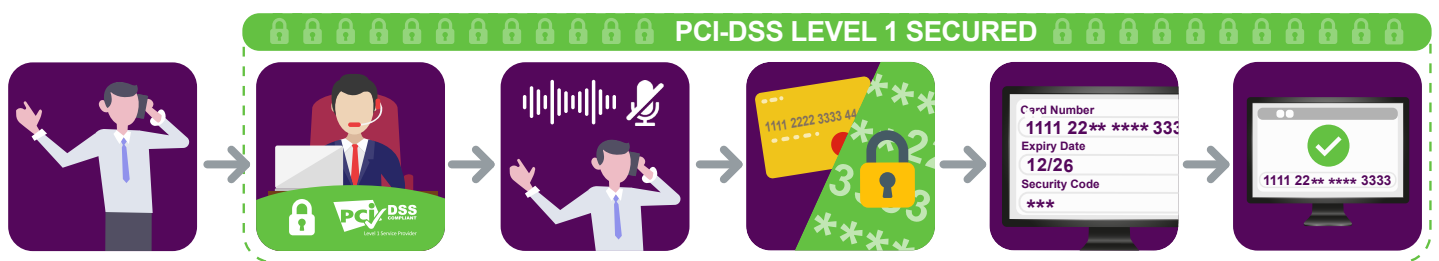 PCI-DSS LEVEL 1 SECURED
PCI DSS
COMPLIANT
Level 1 Service Provider
1111 2222 3333 44
Card Number
1111 22** **** 333
Expiry Date
12/26
Security Code
***
1111 22** **** 3333